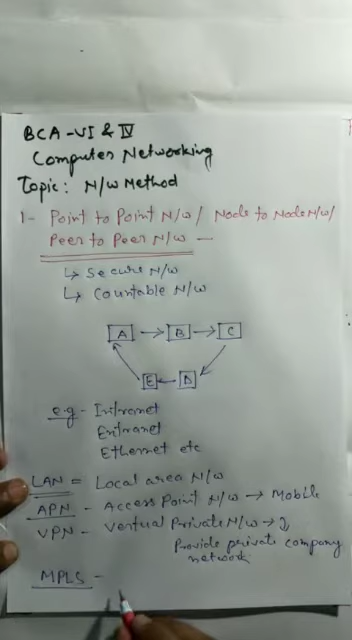 BCA - VI & IV
Computer Networking
Topic: N/W Method
1- Point to Point N/W / Node to Node N/W/
Peer to Peer N/W -
↳ Secure N/W
↳ Countable N/W
A → B → C
E ← D
e.g - Intranet
Extranet
Ethernet etc
LAN = Local area N/W
APN - Access Point N/W → Mobile
VPN - Vertual Private N/W →
Provide private company
network.
MPLS -